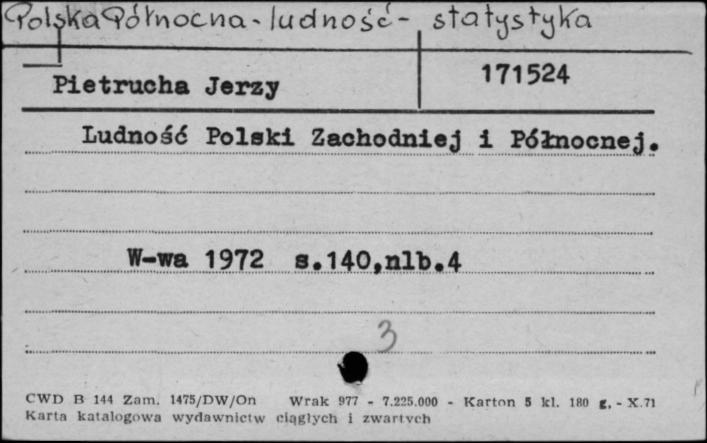 Polska Północna - ludność - statystyka
Pietrucha Jerzy
171524
Ludność Polski Zachodniej i Północnej.
W-wa 1972 s.140,nlb.4
3
CWD B 144 Zam. 1475/DW/On Wrak 977 - 7.225.000 - Karton 5 kl. 180 g. - X.71
Karta katalogowa wydawnictw ciągłych i zwartych